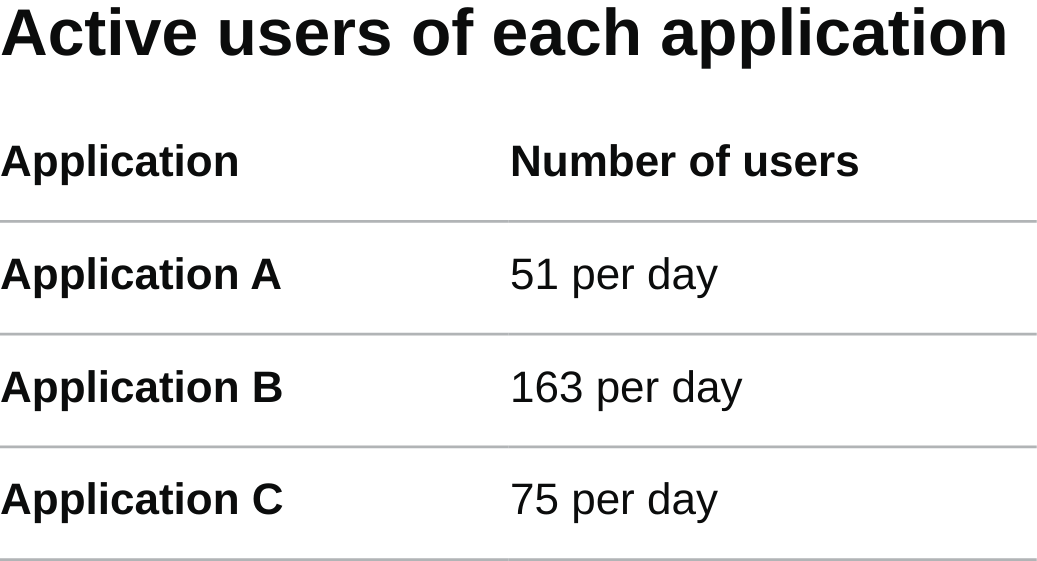 Active users of each application
Application Number of users
Application A 51 per day
Application B 163 per day
Application C 75 per day